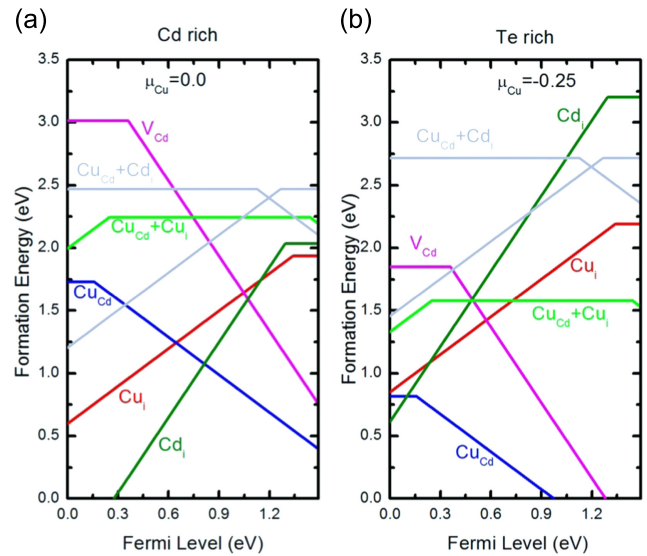 (a)
Cd rich
(b)
Te rich
μCu=0.0
VCd
CuCd+Cdi
CuCd+Cui
CuCd
Cui
Cdi
Formation Energy (eV)
3.5
3.0
2.5
2.0
1.5
1.0
0.5
0.0
0.0 0.3 0.6 0.9 1.2
Fermi Level (eV)
μCu=-0.25
Cdi
CuCd+Cdi
VCd
Cui
CuCd+Cui
CuCd
Formation Energy (eV)
3.5
3.0
2.5
2.0
1.5
1.0
0.5
0.0
0.0 0.3 0.6 0.9 1.2
Fermi Level (eV)